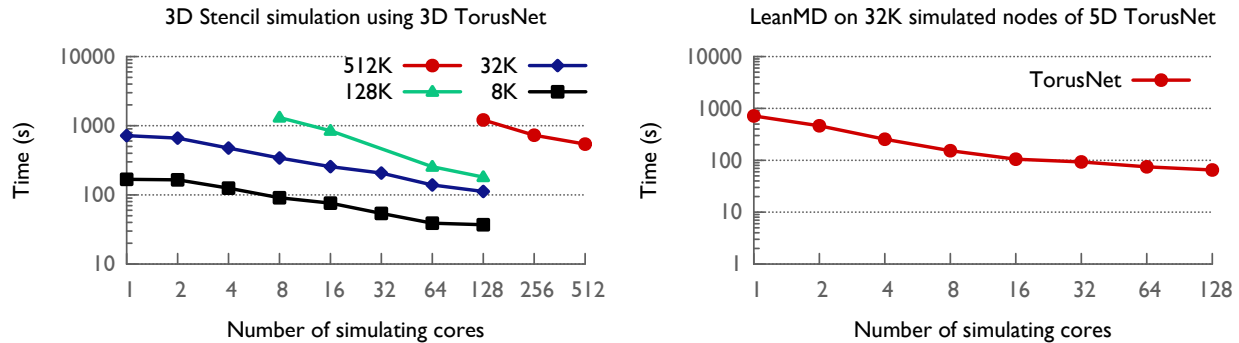 3D Stencil simulation using 3D TorusNet
10000
1000
100
10
Time (s)
512K
32K
128K
8K
1 2 4 8 16 32 64 128 256 512
Number of simulating cores
LeanMD on 32K simulated nodes of 5D TorusNet
10000
1000
100
10
1
Time (s)
TorusNet
1 2 4 8 16 32 64 128
Number of simulating cores